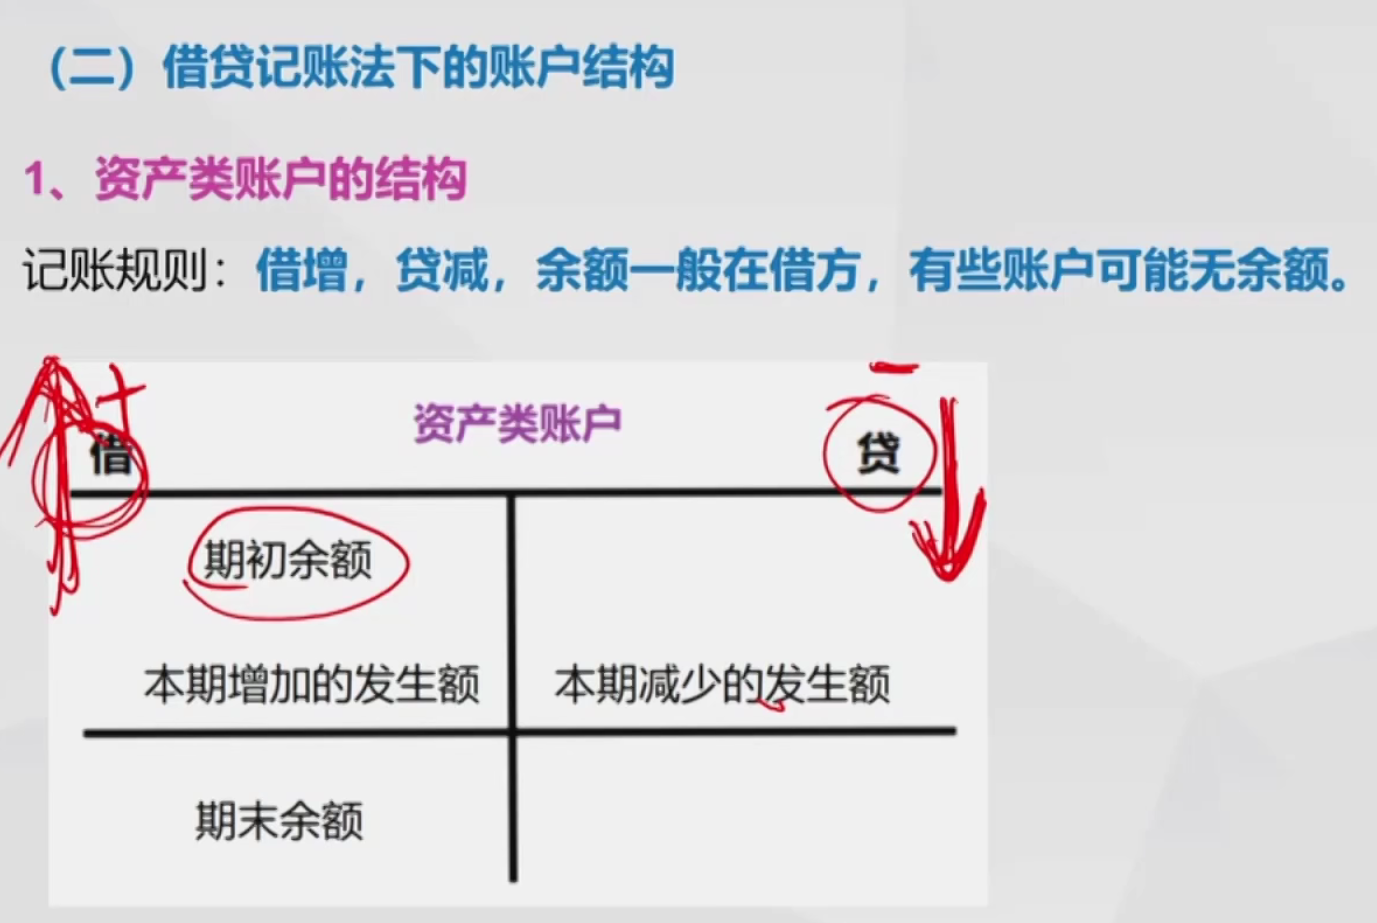 （二）借贷记账法下的账户结构
1、资产类账户的结构
记账规则：借增，贷减，余额一般在借方，有些账户可能无余额。
+ -
资产类账户
借 贷
期初余额
本期增加的发生额 本期减少的发生额
期末余额